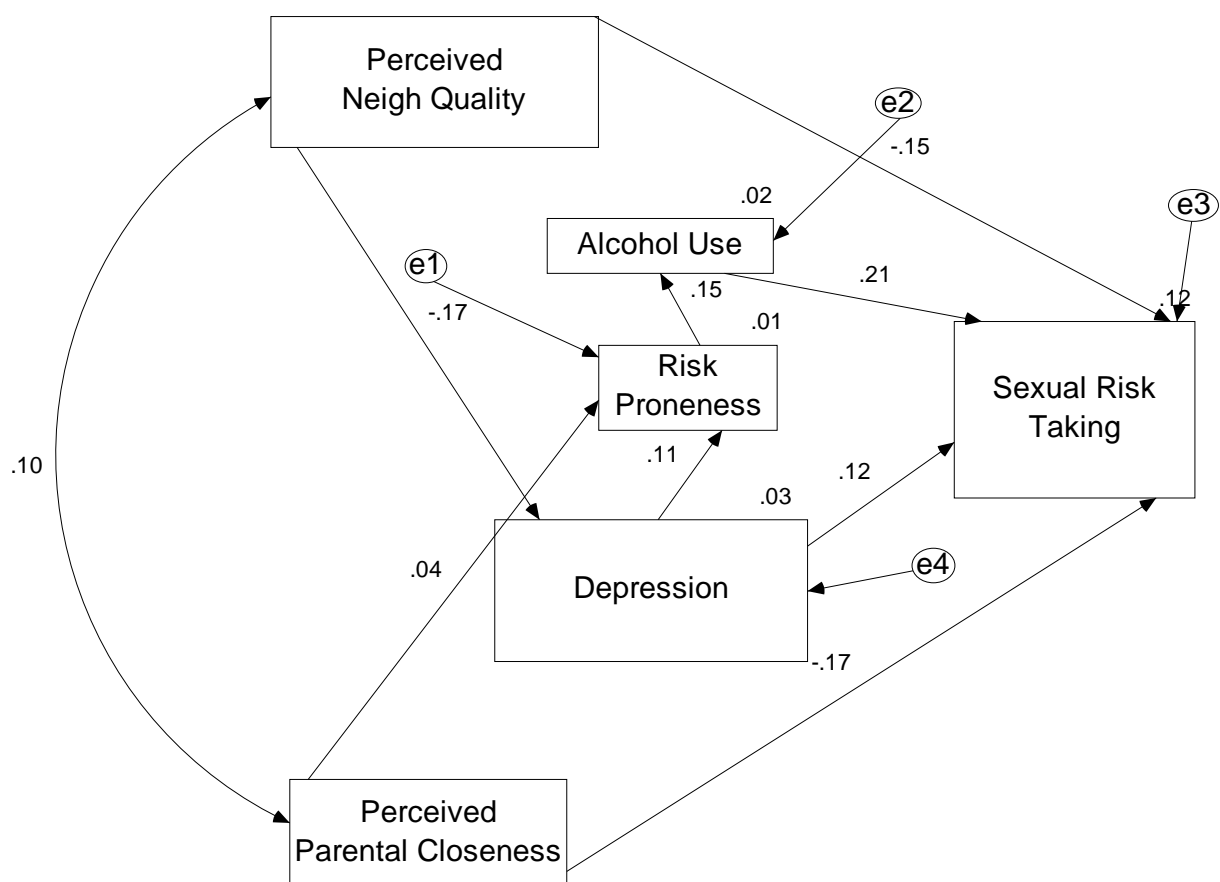 Perceived
Neigh Quality
e2
-.15
.02
e3
Alcohol Use
e1
.21
.15
.12
-.17
.01
Risk
Proneness
Sexual Risk
Taking
.11
.10
.03
.12
.04
e4
Depression
-.17
Perceived
Parental Closeness